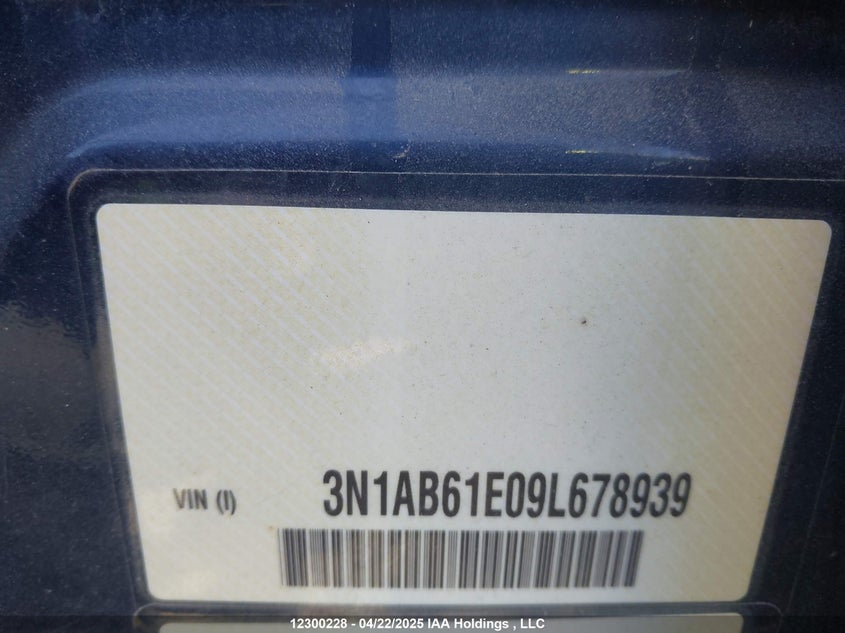 VIN (I) 3N1AB61E09L678939
12300228 - 04/22/2025 IAA Holdings , LLC